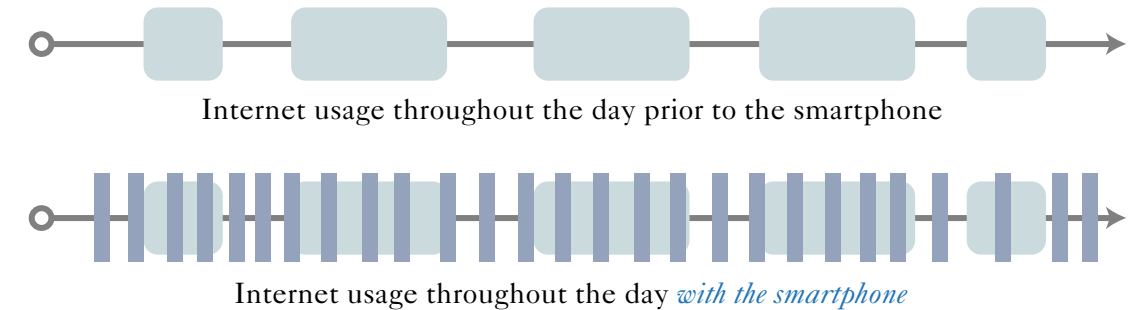 Internet usage throughout the day prior to the smartphone
Internet usage throughout the day with the smartphone